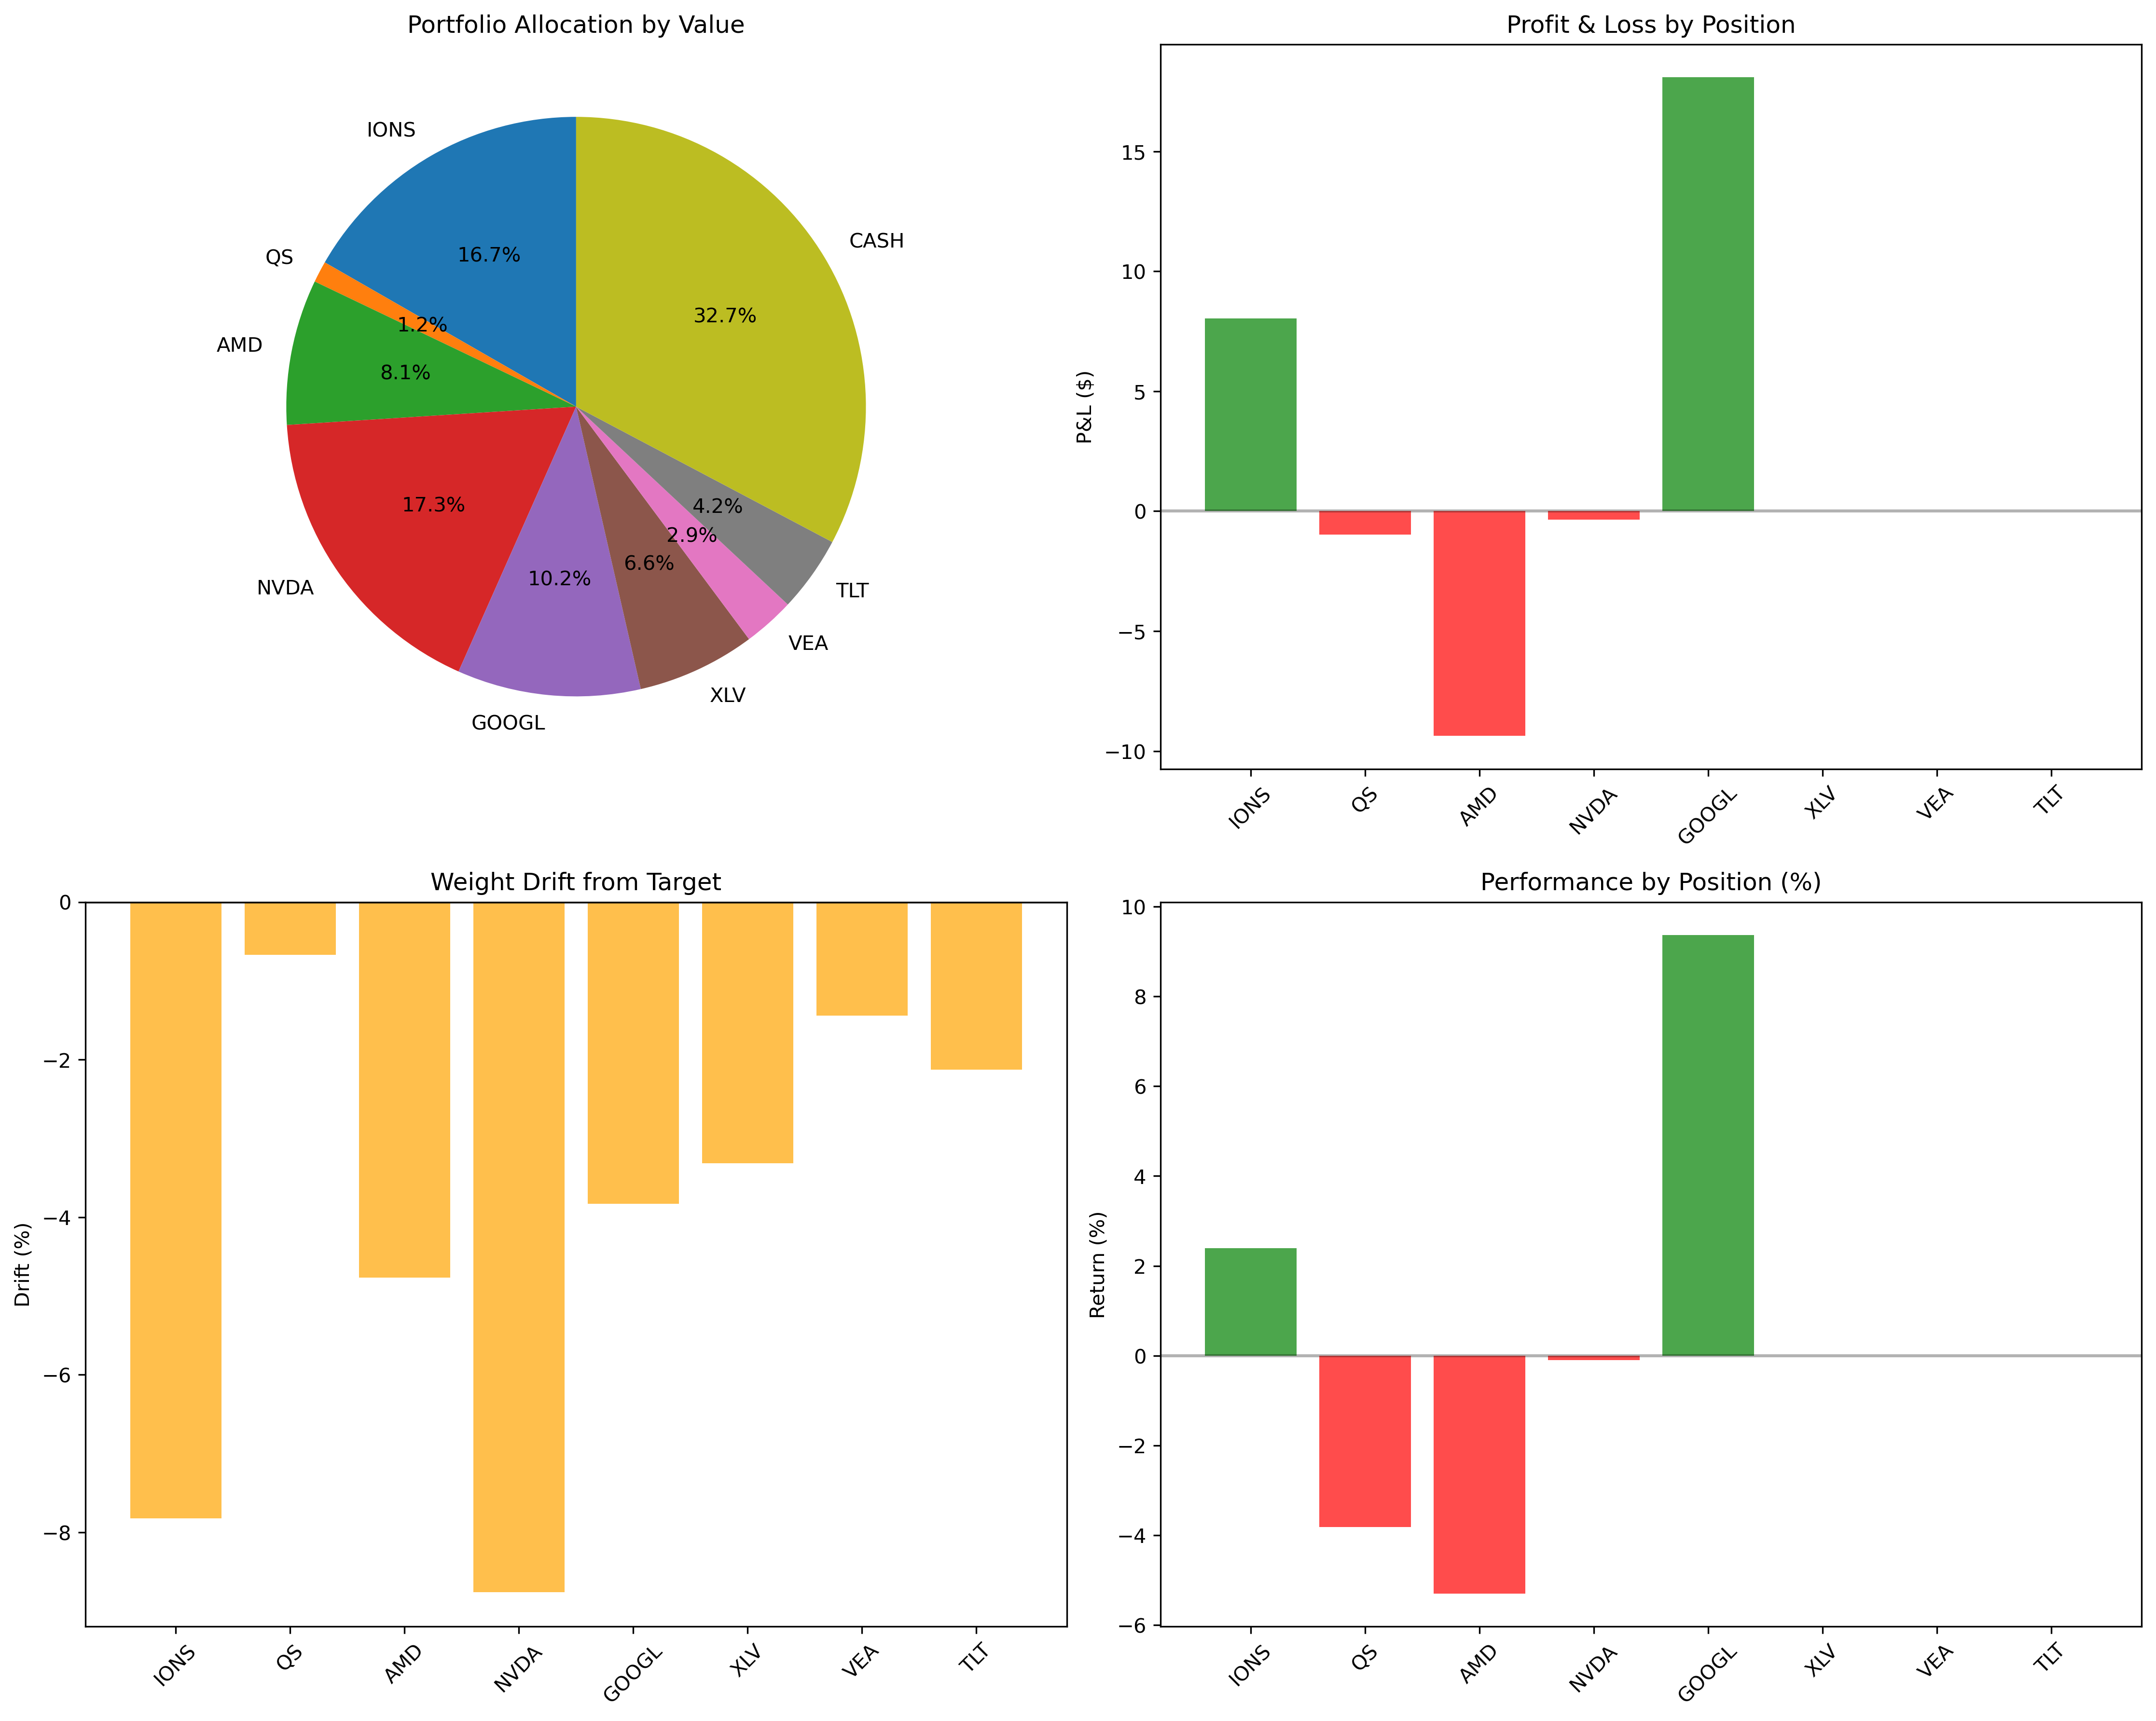 Portfolio Allocation by Value
IONS
QS
AMD
NVDA
GOOGL
XLV
VEA
TLT
CASH
16.7%
1.2%
8.1%
17.3%
10.2%
6.6%
2.9%
4.2%
32.7%
Profit & Loss by Position
P&L ($)
15
10
5
0
−5
−10
IONS
QS
AMD
NVDA
GOOGL
XLV
VEA
TLT
Weight Drift from Target
Drift (%)
0
−2
−4
−6
−8
IONS
QS
AMD
NVDA
GOOGL
XLV
VEA
TLT
Performance by Position (%)
Return (%)
10
8
6
4
2
0
−2
−4
−6
IONS
QS
AMD
NVDA
GOOGL
XLV
VEA
TLT